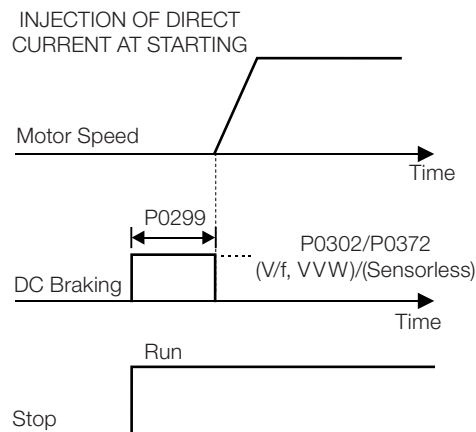 INJECTION OF DIRECT
CURRENT AT STARTING
Motor Speed
Time
P0299
P0302/P0372
(V/f, VVW)/(Sensorless)
DC Braking
Time
Run
Stop